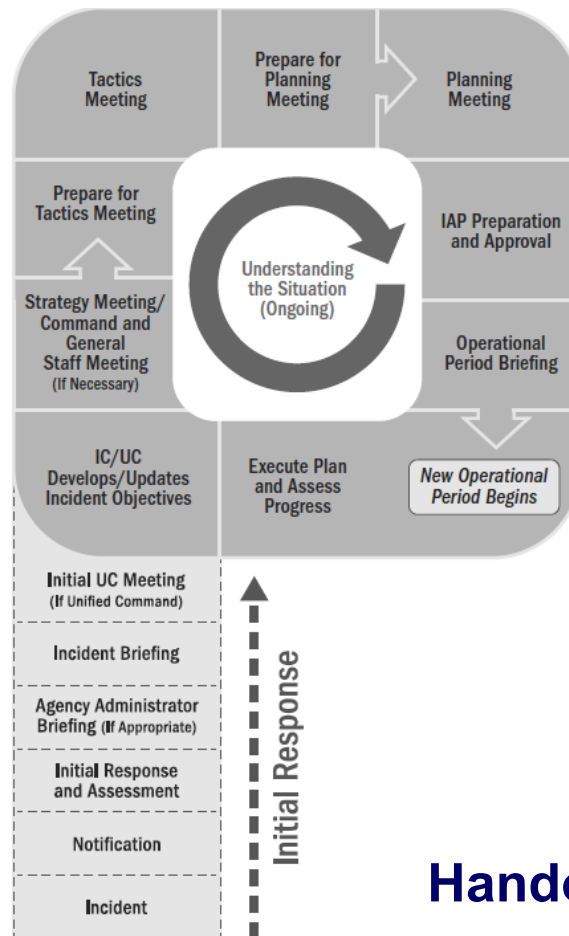 Tactics
Meeting
Prepare for
Planning
Meeting
Planning
Meeting
Prepare for
Tactics Meeting
Understanding
the Situation
(Ongoing)
IAP Preparation
and Approval
Strategy Meeting/
Command and
General
Staff Meeting
(If Necessary)
Operational
Period Briefing
IC/UC
Develops/Updates
Incident Objectives
Execute Plan
and Assess
Progress
New Operational
Period Begins
Initial UC Meeting
(If Unified Command)
Incident Briefing
Agency Administrator
Briefing (If Appropriate)
Initial Response
and Assessment
Notification
Incident
Initial Response